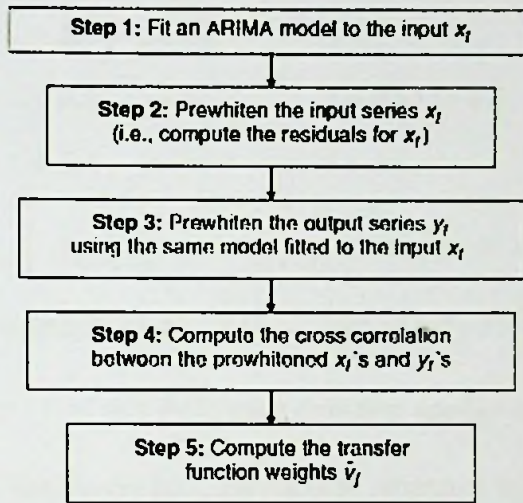 Step 1: Fit an ARIMA model to the input xₜ
Step 2: Prewhiten the input series xₜ
(i.e., compute the residuals for xₜ)
Step 3: Prewhiten the output series yₜ
using the same model fitted to the input xₜ
Step 4: Compute the cross correlation
between the prewhitened xₜ's and yₜ's
Step 5: Compute the transfer
function weights v̂ⱼ